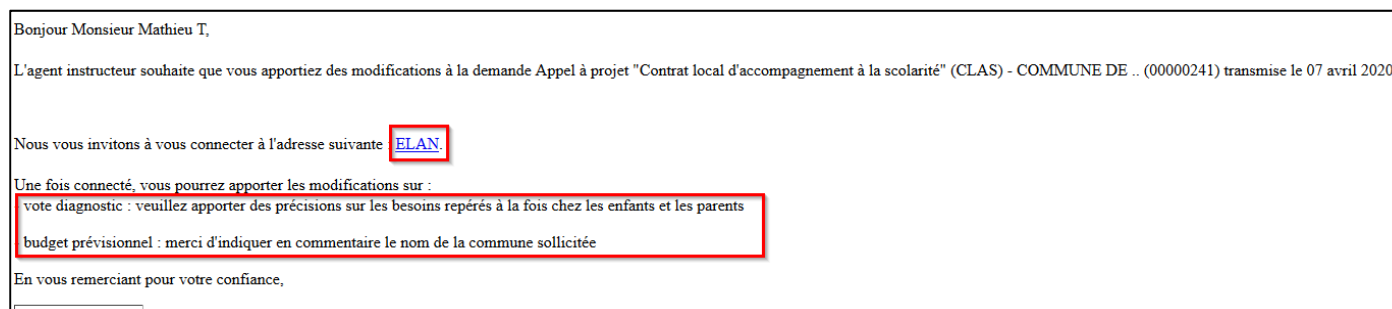 Bonjour Monsieur Mathieu T,
L'agent instructeur souhaite que vous apportiez des modifications à la demande Appel à projet "Contrat local d'accompagnement à la scolarité" (CLAS) - COMMUNE DE .. (00000241) transmise le 07 avril 2020
Nous vous invitons à vous connecter à l'adresse suivante : ELAN.
Une fois connecté, vous pourrez apporter les modifications sur :
- vote diagnostic : veuillez apporter des précisions sur les besoins repérés à la fois chez les enfants et les parents
- budget prévisionnel : merci d'indiquer en commentaire le nom de la commune sollicitée
En vous remerciant pour votre confiance,